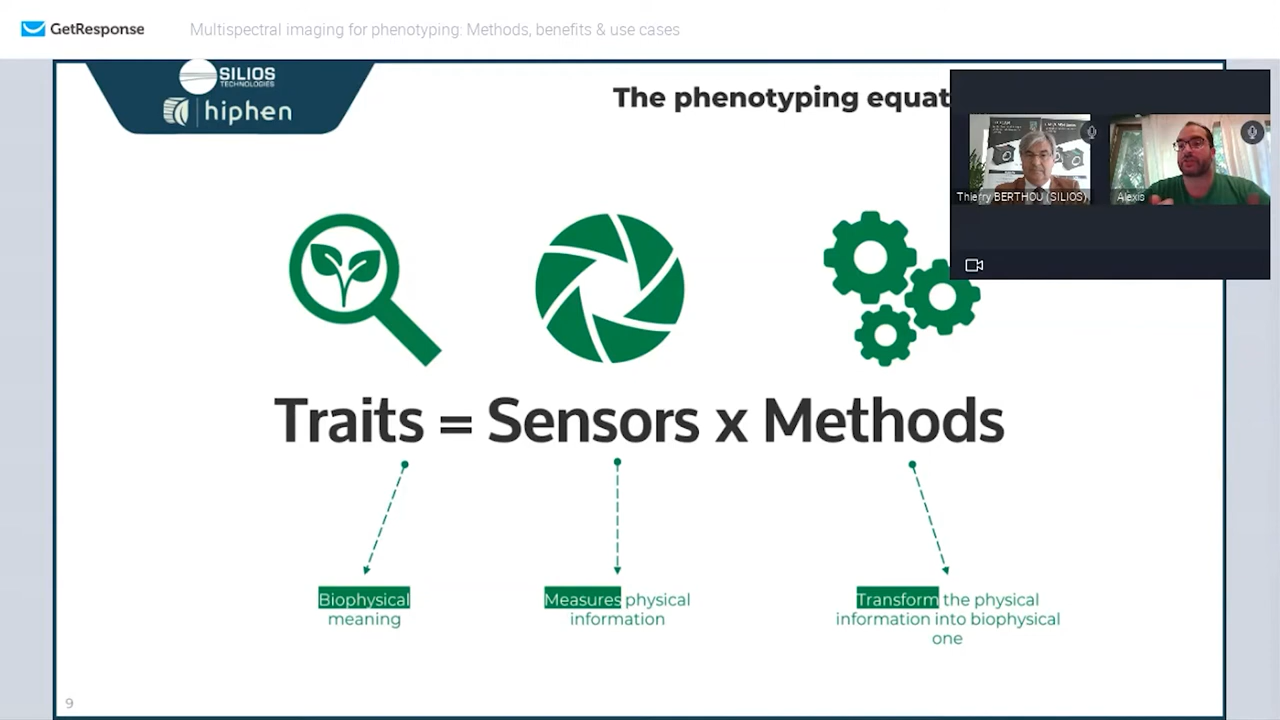 GetResponse
Multispectral imaging for phenotyping: Methods, benefits & use cases
SILIOS
TECHNOLOGIES
hiphen
The phenotyping equat
Thierry BERTHOU (SILIOS)
Alexis
Traits = Sensors x Methods
Biophysical
meaning
Measures physical
information
Transform the physical
information into biophysical
one
9